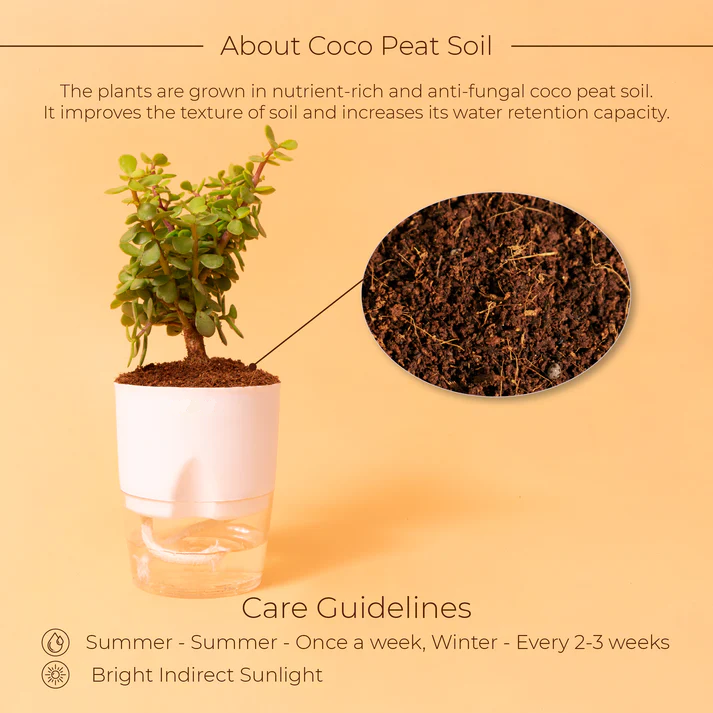 About Coco Peat Soil
The plants are grown in nutrient-rich and anti-fungal coco peat soil.
It improves the texture of soil and increases its water retention capacity.
Care Guidelines
Summer - Summer - Once a week, Winter - Every 2-3 weeks
Bright Indirect Sunlight